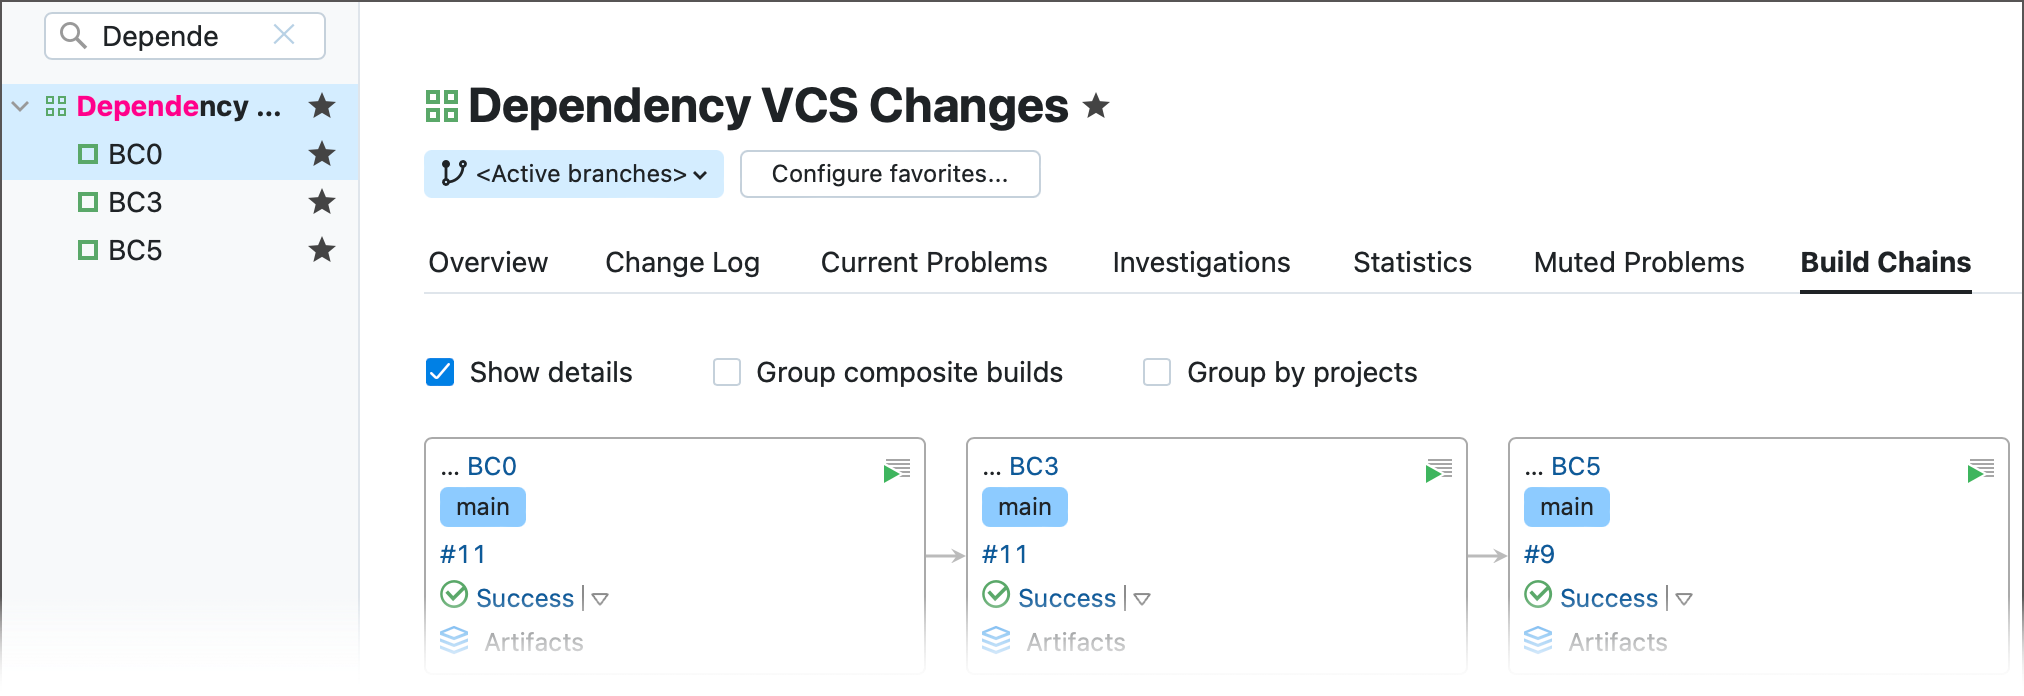 Depende
Dependency ...
BC0
BC3
BC5
Dependency VCS Changes
<Active branches>
Configure favorites...
Overview Change Log Current Problems Investigations Statistics Muted Problems Build Chains
Show details Group composite builds Group by projects
... BC0
main
#11
Success
Artifacts
... BC3
main
#11
Success
Artifacts
... BC5
main
#9
Success
Artifacts